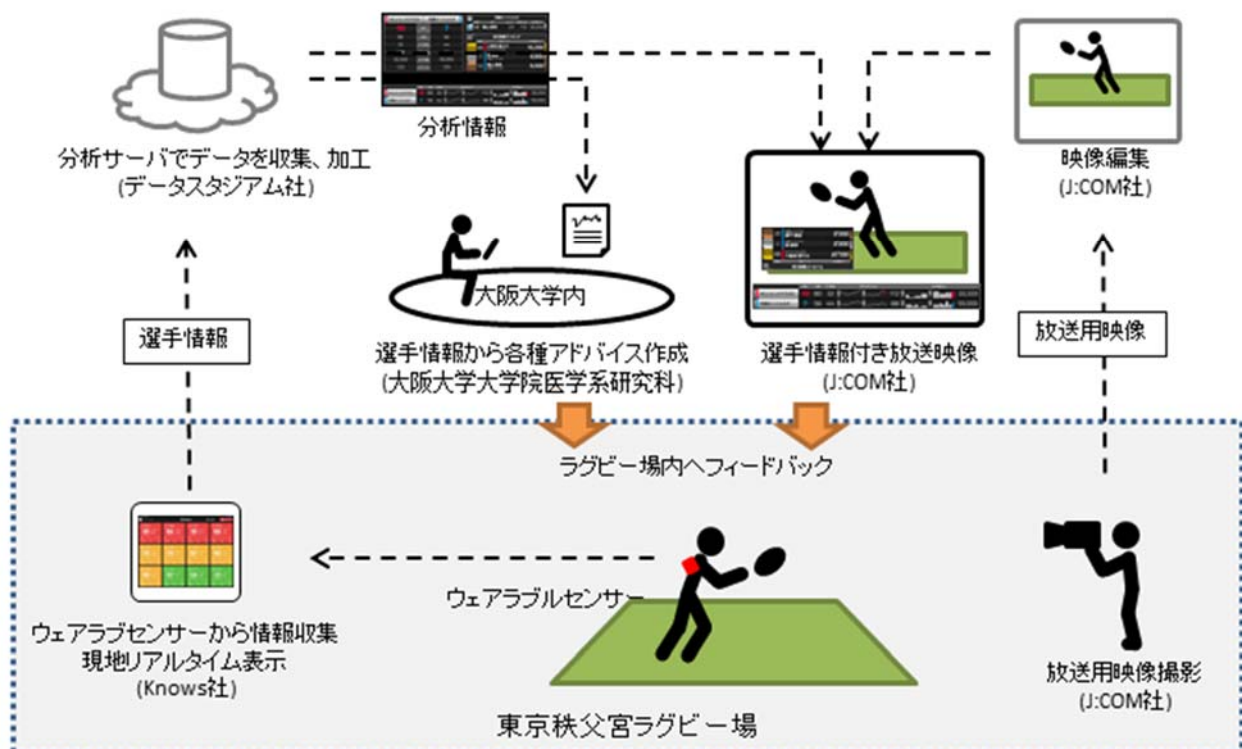 分析情報
分析サーバでデータを収集、加工
(データスタジアム社)
映像編集
(J:COM社)
大阪大学内
選手情報
放送用映像
選手情報から各種アドバイス作成
(大阪大学大学院医学系研究科)
選手情報付き放送映像
(J:COM社)
ラグビー場内へフィードバック
ウェアラブルセンサー
ウェアラブセンサーから情報収集
現地リアルタイム表示
(Knows社)
放送用映像撮影
(J:COM社)
東京秩父宮ラグビー場